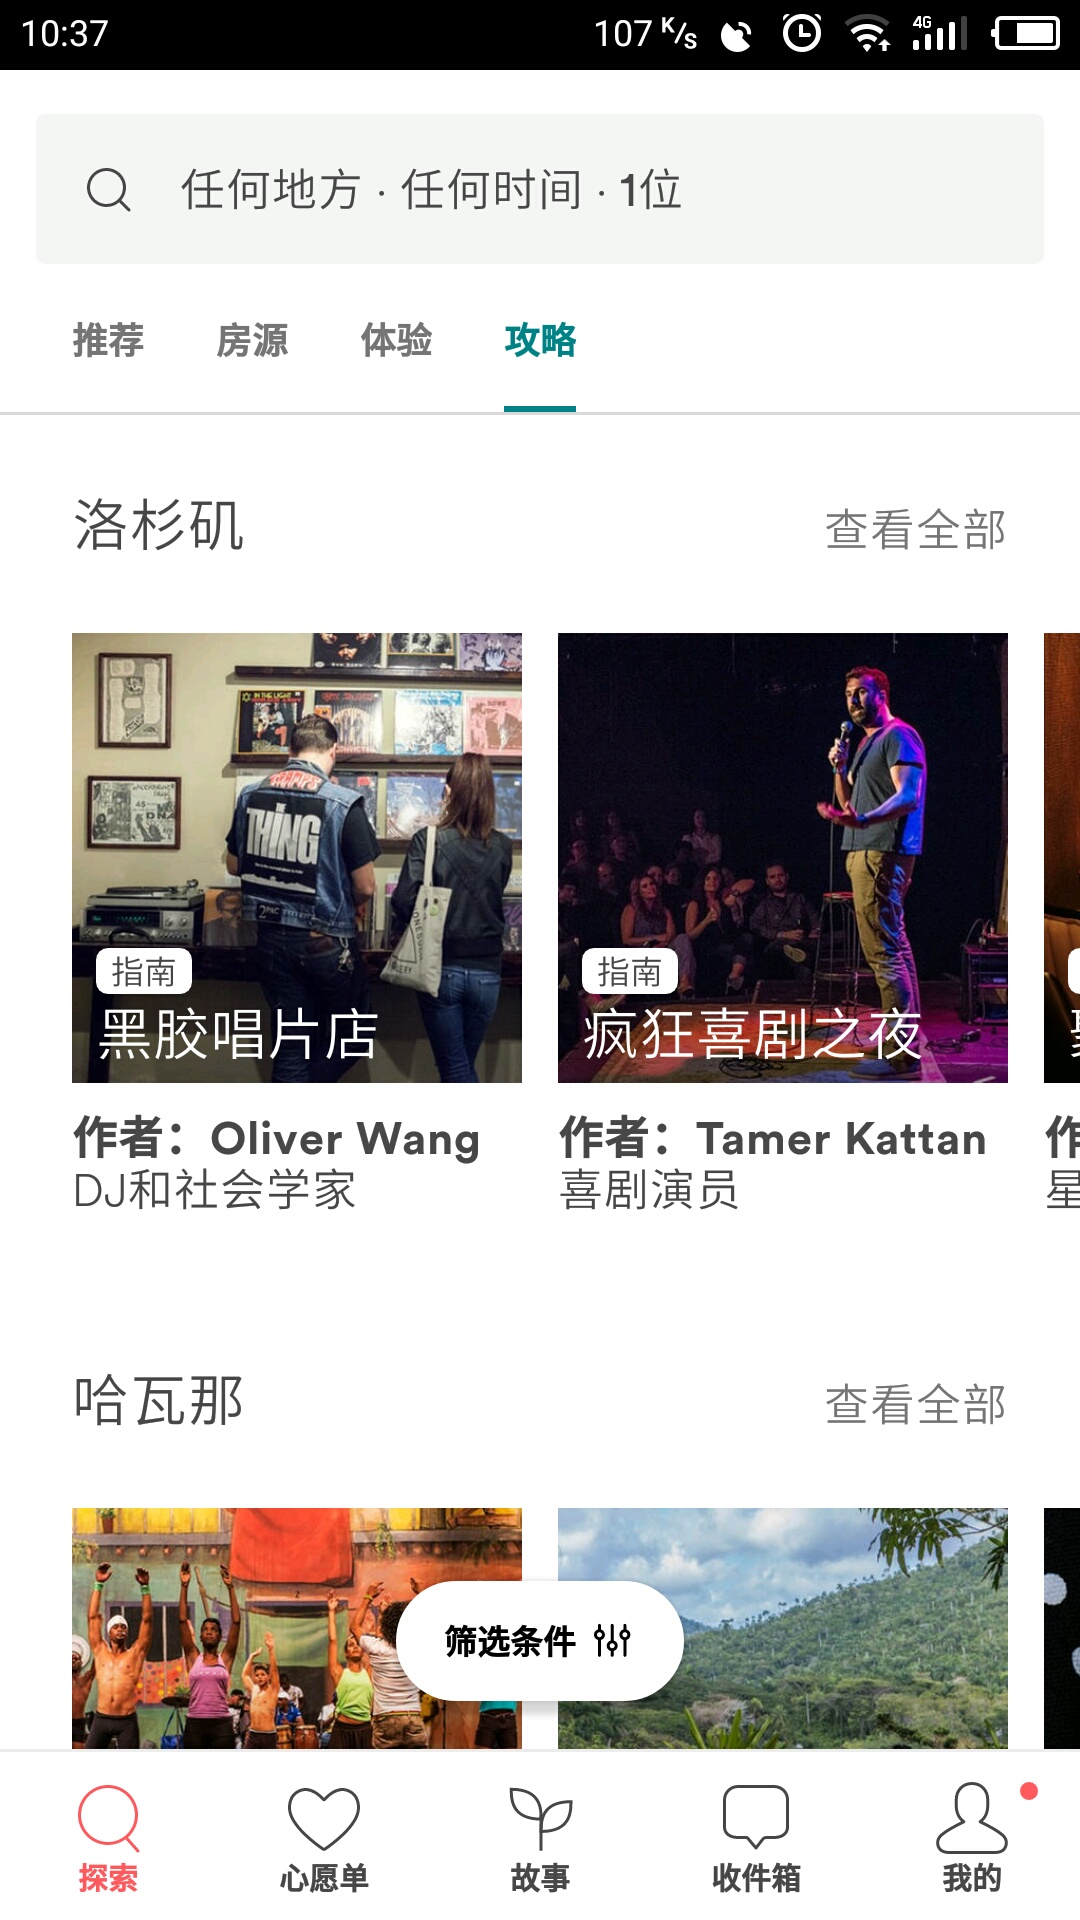 10:37
107 K/s
4G
任何地方 · 任何时间 · 1位
推荐
房源
体验
攻略
洛杉矶
查看全部
THE
THING
指南
黑胶唱片店
指南
疯狂喜剧之夜
作者：Oliver Wang
DJ和社会学家
作者：Tamer Kattan
喜剧演员
作
星
哈瓦那
查看全部
筛选条件
探索
心愿单
故事
收件箱
我的